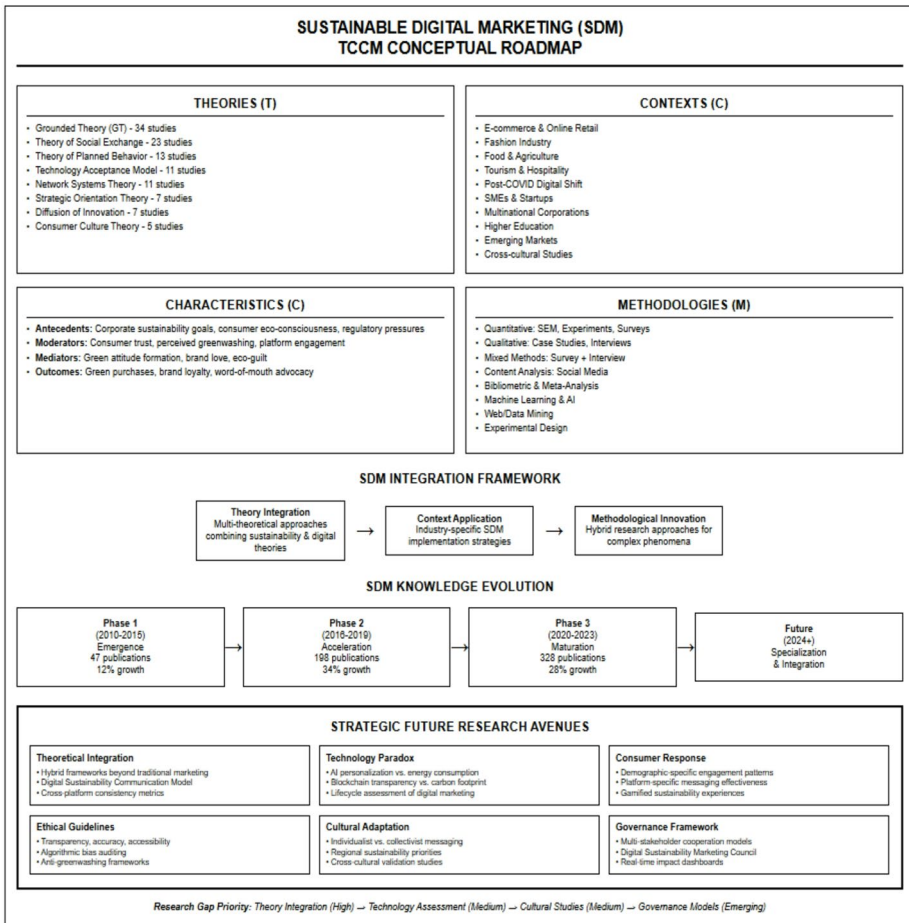 SUSTAINABLE DIGITAL MARKETING (SDM)
TCCM CONCEPTUAL ROADMAP
THEORIES (T)
• Grounded Theory (GT) - 34 studies
• Theory of Social Exchange - 23 studies
• Theory of Planned Behavior - 13 studies
• Technology Acceptance Model - 11 studies
• Network Systems Theory - 11 studies
• Strategic Orientation Theory - 7 studies
• Diffusion of Innovation - 7 studies
• Consumer Culture Theory - 5 studies
CONTEXTS (C)
• E-commerce & Online Retail
• Fashion Industry
• Food & Agriculture
• Tourism & Hospitality
• Post-COVID Digital Shift
• SMEs & Startups
• Multinational Corporations
• Higher Education
• Emerging Markets
• Cross-cultural Studies
CHARACTERISTICS (C)
• Antecedents: Corporate sustainability goals, consumer eco-consciousness, regulatory pressures
• Moderators: Consumer trust, perceived greenwashing, platform engagement
• Mediators: Green attitude formation, brand love, eco-guilt
• Outcomes: Green purchases, brand loyalty, word-of-mouth advocacy
METHODOLOGIES (M)
• Quantitative: SEM, Experiments, Surveys
• Qualitative: Case Studies, Interviews
• Mixed Methods: Survey + Interview
• Content Analysis: Social Media
• Bibliometric & Meta-Analysis
• Machine Learning & AI
• Web/Data Mining
• Experimental Design
SDM INTEGRATION FRAMEWORK
Theory Integration
Multi-theoretical approaches
combining sustainability & digital
theories
→
Context Application
Industry-specific SDM
implementation strategies
→
Methodological Innovation
Hybrid research approaches for
complex phenomena
SDM KNOWLEDGE EVOLUTION
Phase 1
(2010-2015)
Emergence
47 publications
12% growth
→
Phase 2
(2016-2019)
Acceleration
198 publications
34% growth
→
Phase 3
(2020-2023)
Maturation
328 publications
28% growth
→
Future
(2024+)
Specialization
& Integration
STRATEGIC FUTURE RESEARCH AVENUES
Theoretical Integration
• Hybrid frameworks beyond traditional marketing
• Digital Sustainability Communication Model
• Cross-platform consistency metrics
Technology Paradox
• AI personalization vs. energy consumption
• Blockchain transparency vs. carbon footprint
• Lifecycle assessment of digital marketing
Consumer Response
• Demographic-specific engagement patterns
• Platform-specific messaging effectiveness
• Gamified sustainability experiences
Ethical Guidelines
• Transparency, accuracy, accessibility
• Algorithmic bias auditing
• Anti-greenwashing frameworks
Cultural Adaptation
• Individualist vs. collectivist messaging
• Regional sustainability priorities
• Cross-cultural validation studies
Governance Framework
• Multi-stakeholder cooperation models
• Digital Sustainability Marketing Council
• Real-time impact dashboards
Research Gap Priority: Theory Integration (High) → Technology Assessment (Medium) → Cultural Studies (Medium) → Governance Models (Emerging)